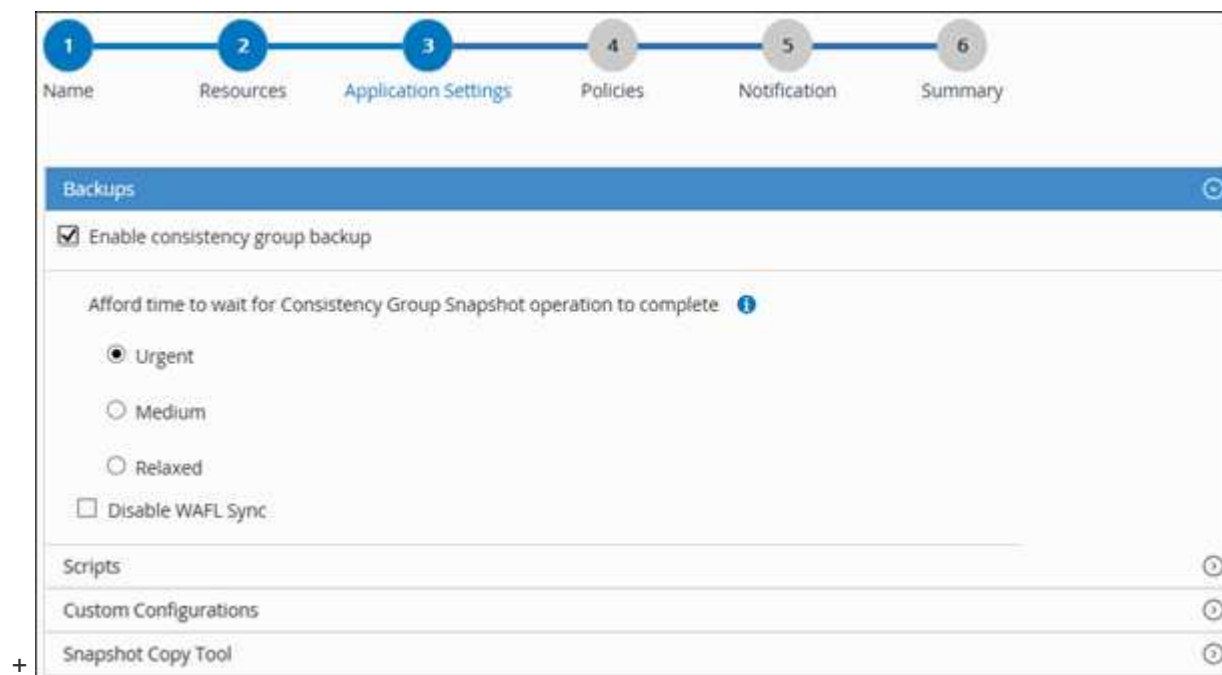 1 2 3 4 5 6
Name Resources Application Settings Policies Notification Summary
Backups
Enable consistency group backup
Afford time to wait for Consistency Group Snapshot operation to complete i
Urgent
Medium
Relaxed
Disable WAFL Sync
Scripts
Custom Configurations
Snapshot Copy Tool
+